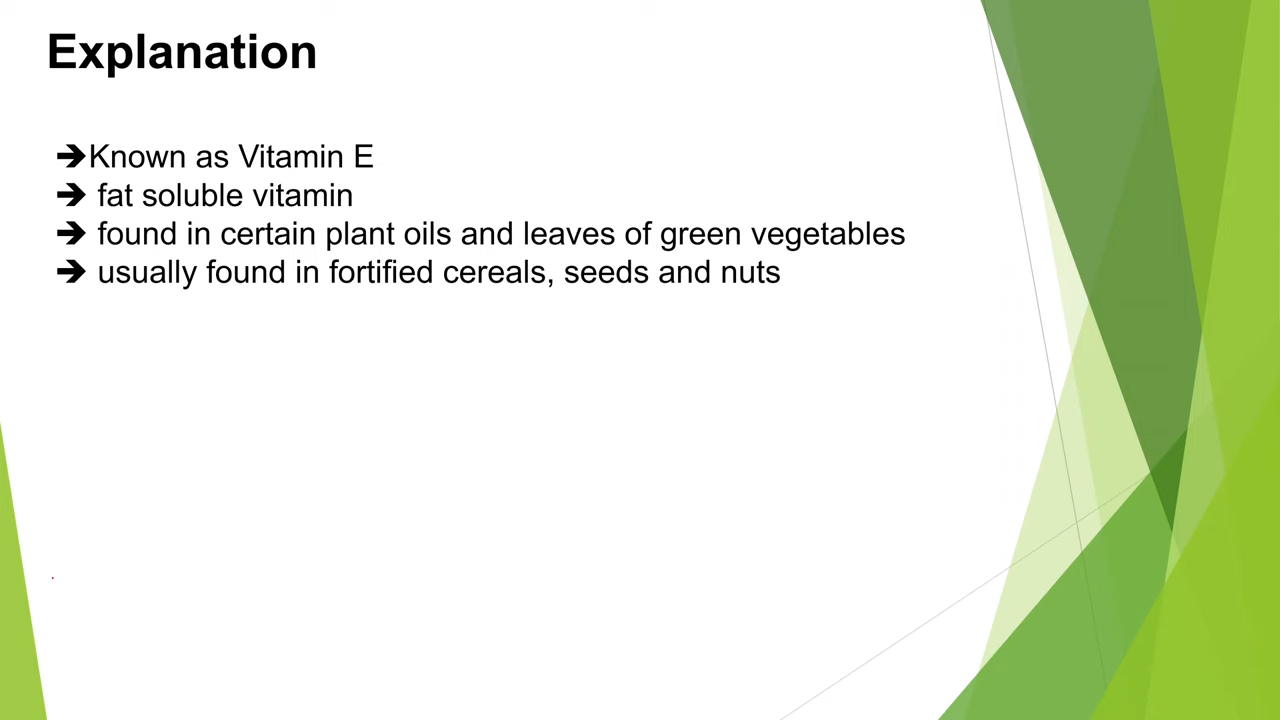 Explanation
➔Known as Vitamin E
➔ fat soluble vitamin
➔ found in certain plant oils and leaves of green vegetables
➔ usually found in fortified cereals, seeds and nuts
.